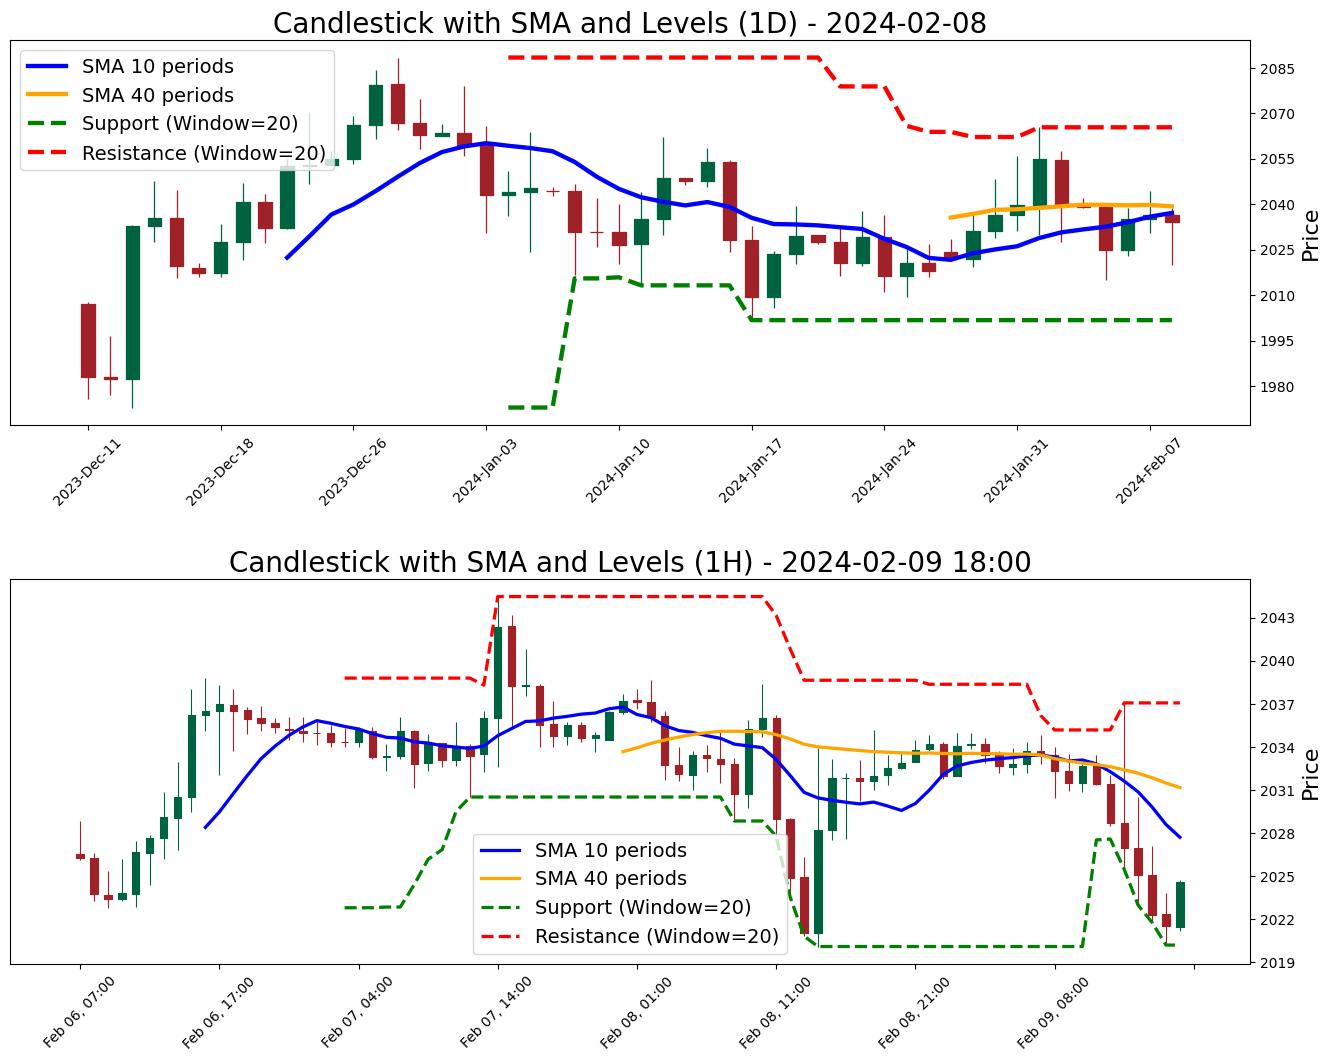 Candlestick with SMA and Levels (1D) - 2024-02-08
SMA 10 periods
SMA 40 periods
Support (Window=20)
Resistance (Window=20)
2085
2070
2055
2040
2025
2010
1995
1980
Price
2023-Dec-11
2023-Dec-18
2023-Dec-26
2024-Jan-03
2024-Jan-10
2024-Jan-17
2024-Jan-24
2024-Jan-31
2024-Feb-07
Candlestick with SMA and Levels (1H) - 2024-02-09 18:00
2043
2040
2037
2034
2031
2028
2025
2022
2019
Price
SMA 10 periods
SMA 40 periods
Support (Window=20)
Resistance (Window=20)
Feb 06, 07:00
Feb 06, 17:00
Feb 07, 04:00
Feb 07, 14:00
Feb 08, 01:00
Feb 08, 11:00
Feb 08, 21:00
Feb 09, 08:00